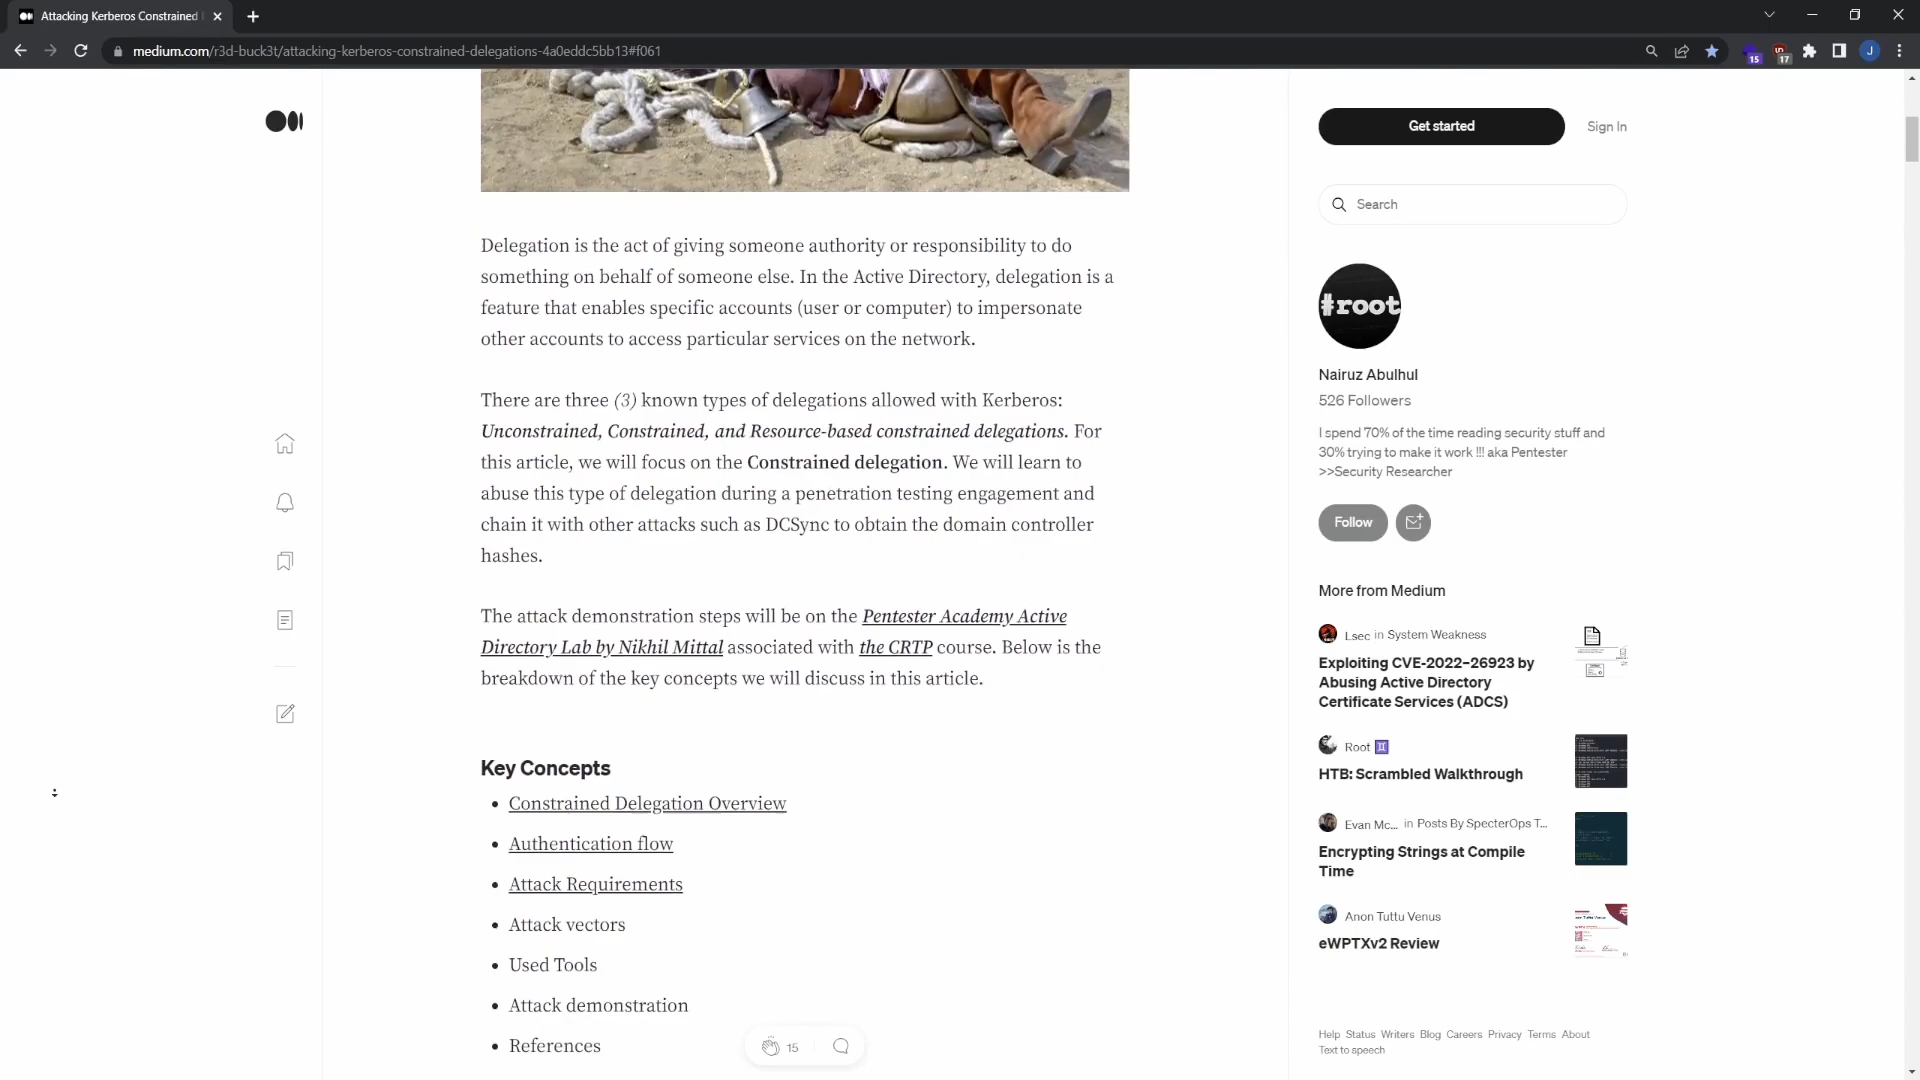 Attacking Kerberos Constrained
medium.com/r3d-buck3t/attacking-kerberos-constrained-delegations-4a0eddc5bb13#f061
15
17
J
Get started
Sign In
Search
Delegation is the act of giving someone authority or responsibility to do
something on behalf of someone else. In the Active Directory, delegation is a
feature that enables specific accounts (user or computer) to impersonate
other accounts to access particular services on the network.
There are three (3) known types of delegations allowed with Kerberos:
Unconstrained, Constrained, and Resource-based constrained delegations. For
this article, we will focus on the Constrained delegation. We will learn to
abuse this type of delegation during a penetration testing engagement and
chain it with other attacks such as DCSync to obtain the domain controller
hashes.
The attack demonstration steps will be on the Pentester Academy Active
Directory Lab by Nikhil Mittal associated with the CRTP course. Below is the
breakdown of the key concepts we will discuss in this article.
Key Concepts
• Constrained Delegation Overview
• Authentication flow
• Attack Requirements
• Attack vectors
• Used Tools
• Attack demonstration
• References
15
#root
Nairuz Abulhul
526 Followers
I spend 70% of the time reading security stuff and
30% trying to make it work !!! aka Pentester
>>Security Researcher
Follow
More from Medium
Lsec in System Weakness
Exploiting CVE-2022–26923 by
Abusing Active Directory
Certificate Services (ADCS)
Root ♊
HTB: Scrambled Walkthrough
Evan Mc... in Posts By SpecterOps T...
Encrypting Strings at Compile
Time
Anon Tuttu Venus
eWPTXv2 Review
Help Status Writers Blog Careers Privacy Terms About
Text to speech